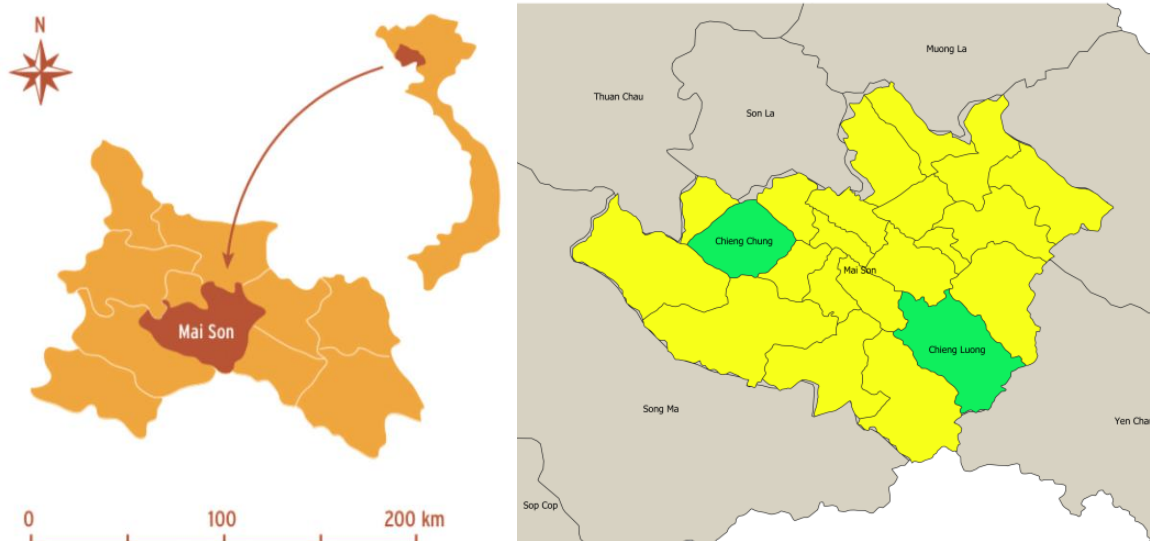 N
Mai Son
0 100 200 km
Muong La
Thuan Chau
Son La
Chieng Chung
Mai Son
Chieng Luong
Song Ma
Yen Chau
Sop Cop